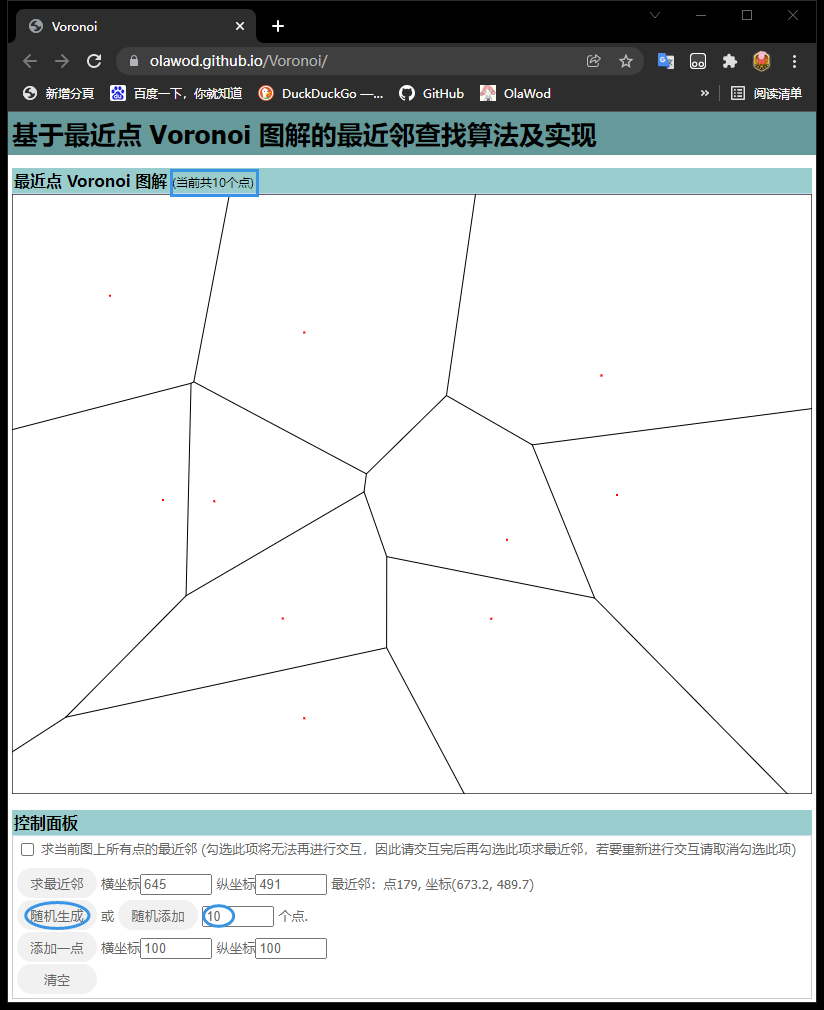 Voronoi
olawod.github.io/Voronoi/
新增分頁 百度一下，你就知道 DuckDuckGo —... GitHub OlaWod » 阅读清单
基于最近点 Voronoi 图解的最近邻查找算法及实现
最近点 Voronoi 图解 (当前共10个点)
控制面板
求当前图上所有点的最近邻 (勾选此项将无法再进行交互，因此请交互完后再勾选此项求最近邻，若要重新进行交互请取消勾选此项)
求最近邻 横坐标 645 纵坐标 491 最近邻：点179, 坐标(673.2, 489.7)
随机生成 或 随机添加 10 个点.
添加一点 横坐标 100 纵坐标 100
清空